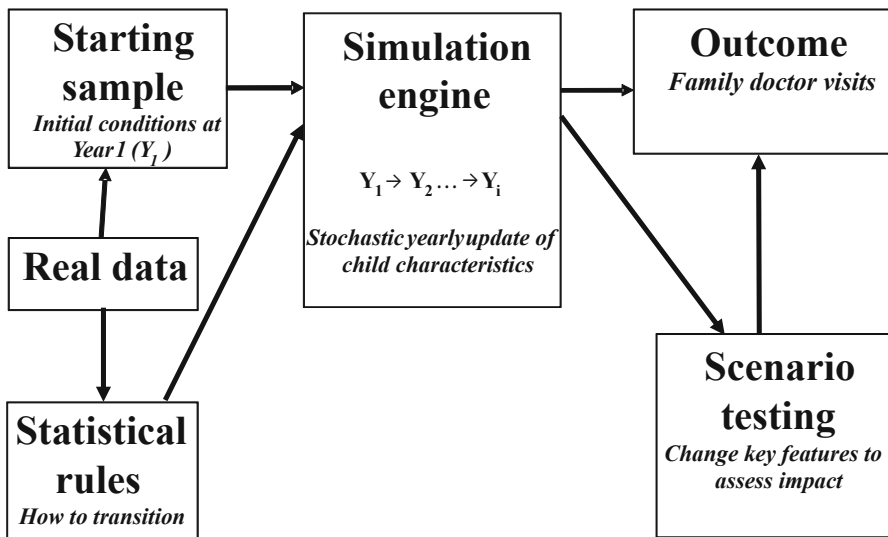 Starting
sample
Initial conditions at
Year 1 (Y1)
Real data
Statistical
rules
How to transition
Simulation
engine
Y1 → Y2 ... → Yi
Stochastic yearly update of
child characteristics
Outcome
Family doctor visits
Scenario
testing
Change key features to
assess impact